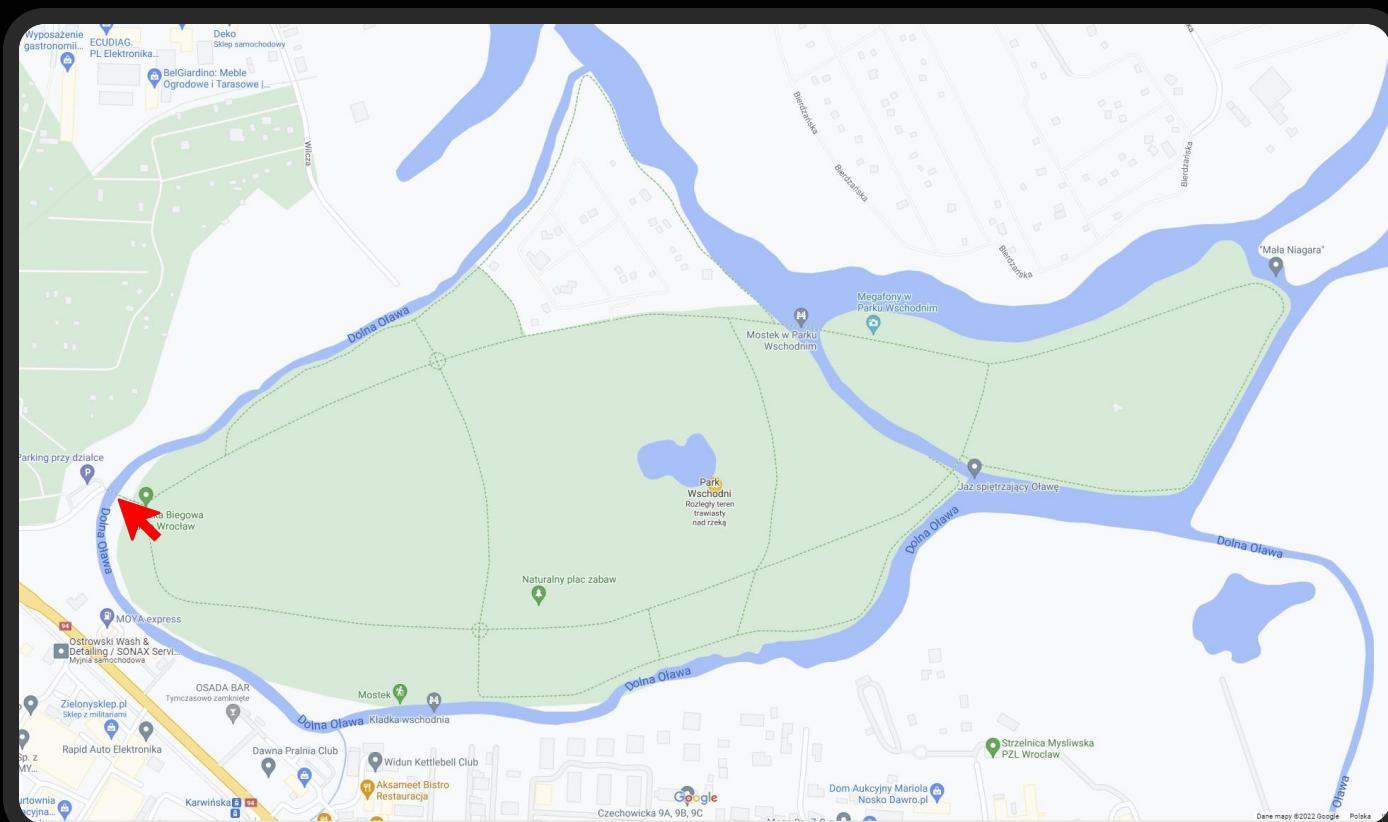 Wyposażenie
gastronomii...
ECUDIAG.
PL Elektronika...
Deko
Sklep samochodowy
BelGiardino: Meble
Ogrodowe i Tarasowe |...
Wilcza
Bierdzańska
Bierdzańska
Bierdzańska
Bierdzańska
"Mała Niagara"
Megafony w
Parku Wschodnim
Mostek w Parku
Wschodnim
Dolna Oława
Parking przy działce
P
Biegowa
Wrocław
Dolna Oława
Park
Wschodni
Rozległy teren
trawiasty
nad rzeką
Jaz spiętrzający Oławę
Dolna Oława
Dolna Oława
Naturalny plac zabaw
MOYA express
94
Ostrowski Wash &
Detailing / SONAX Servi...
Myjnia samochodowa
OSADA BAR
Tymczasowo zamknięte
Mostek
Kładka wschodnia
Dolna Oława
Dolna Oława
Zielonysklep.pl
Sklep z militariami
Rapid Auto Elektronika
Sp. z
Dawna Pralnia Club
Widun Kettlebell Club
Strzelnica Mysliwska
PZL Wroclaw
Aksameet Bistro
Restauracja
Karwińska
94
Google
Czechowicka 9A, 9B, 9C
Dom Aukcyjny Mariola
Nosko Dawro.pl
Oława
Dane mapy ©2022 Google
Polska